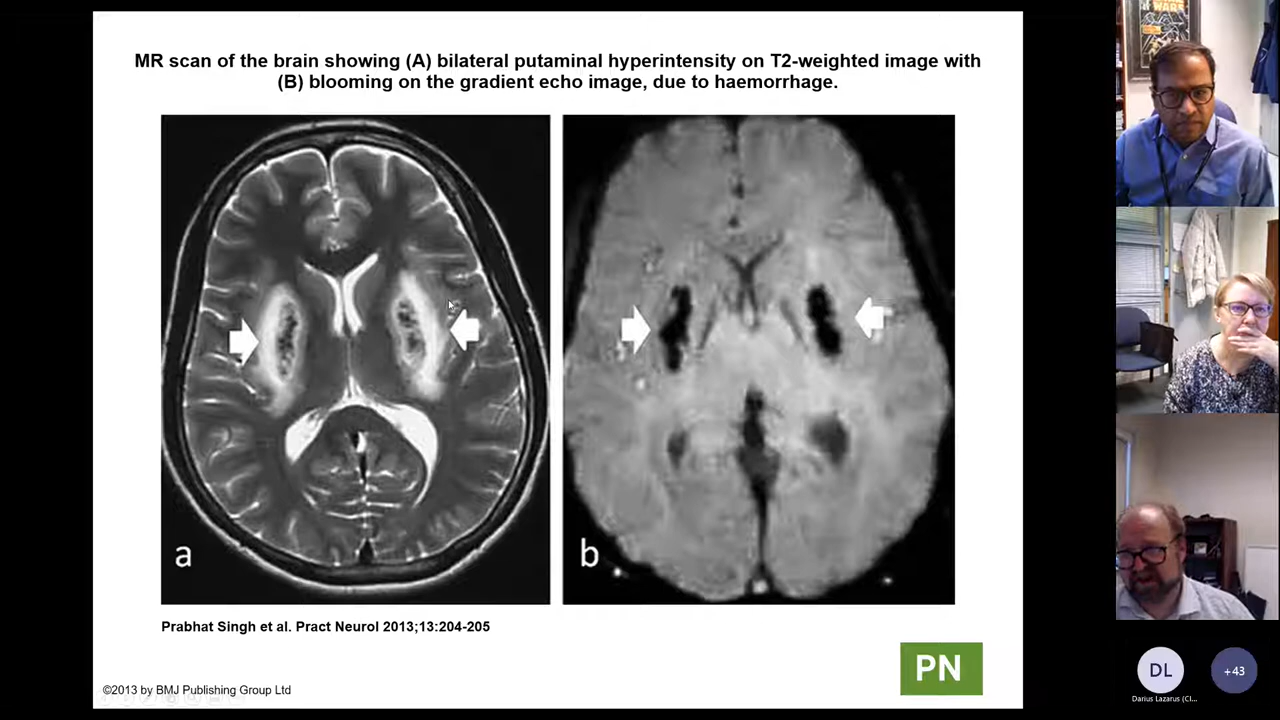 MR scan of the brain showing (A) bilateral putaminal hyperintensity on T2-weighted image with
(B) blooming on the gradient echo image, due to haemorrhage.
a
b
Prabhat Singh et al. Pract Neurol 2013;13:204-205
PN
©2013 by BMJ Publishing Group Ltd
WARS
DL
+43
Darius Lazarus (Cl...